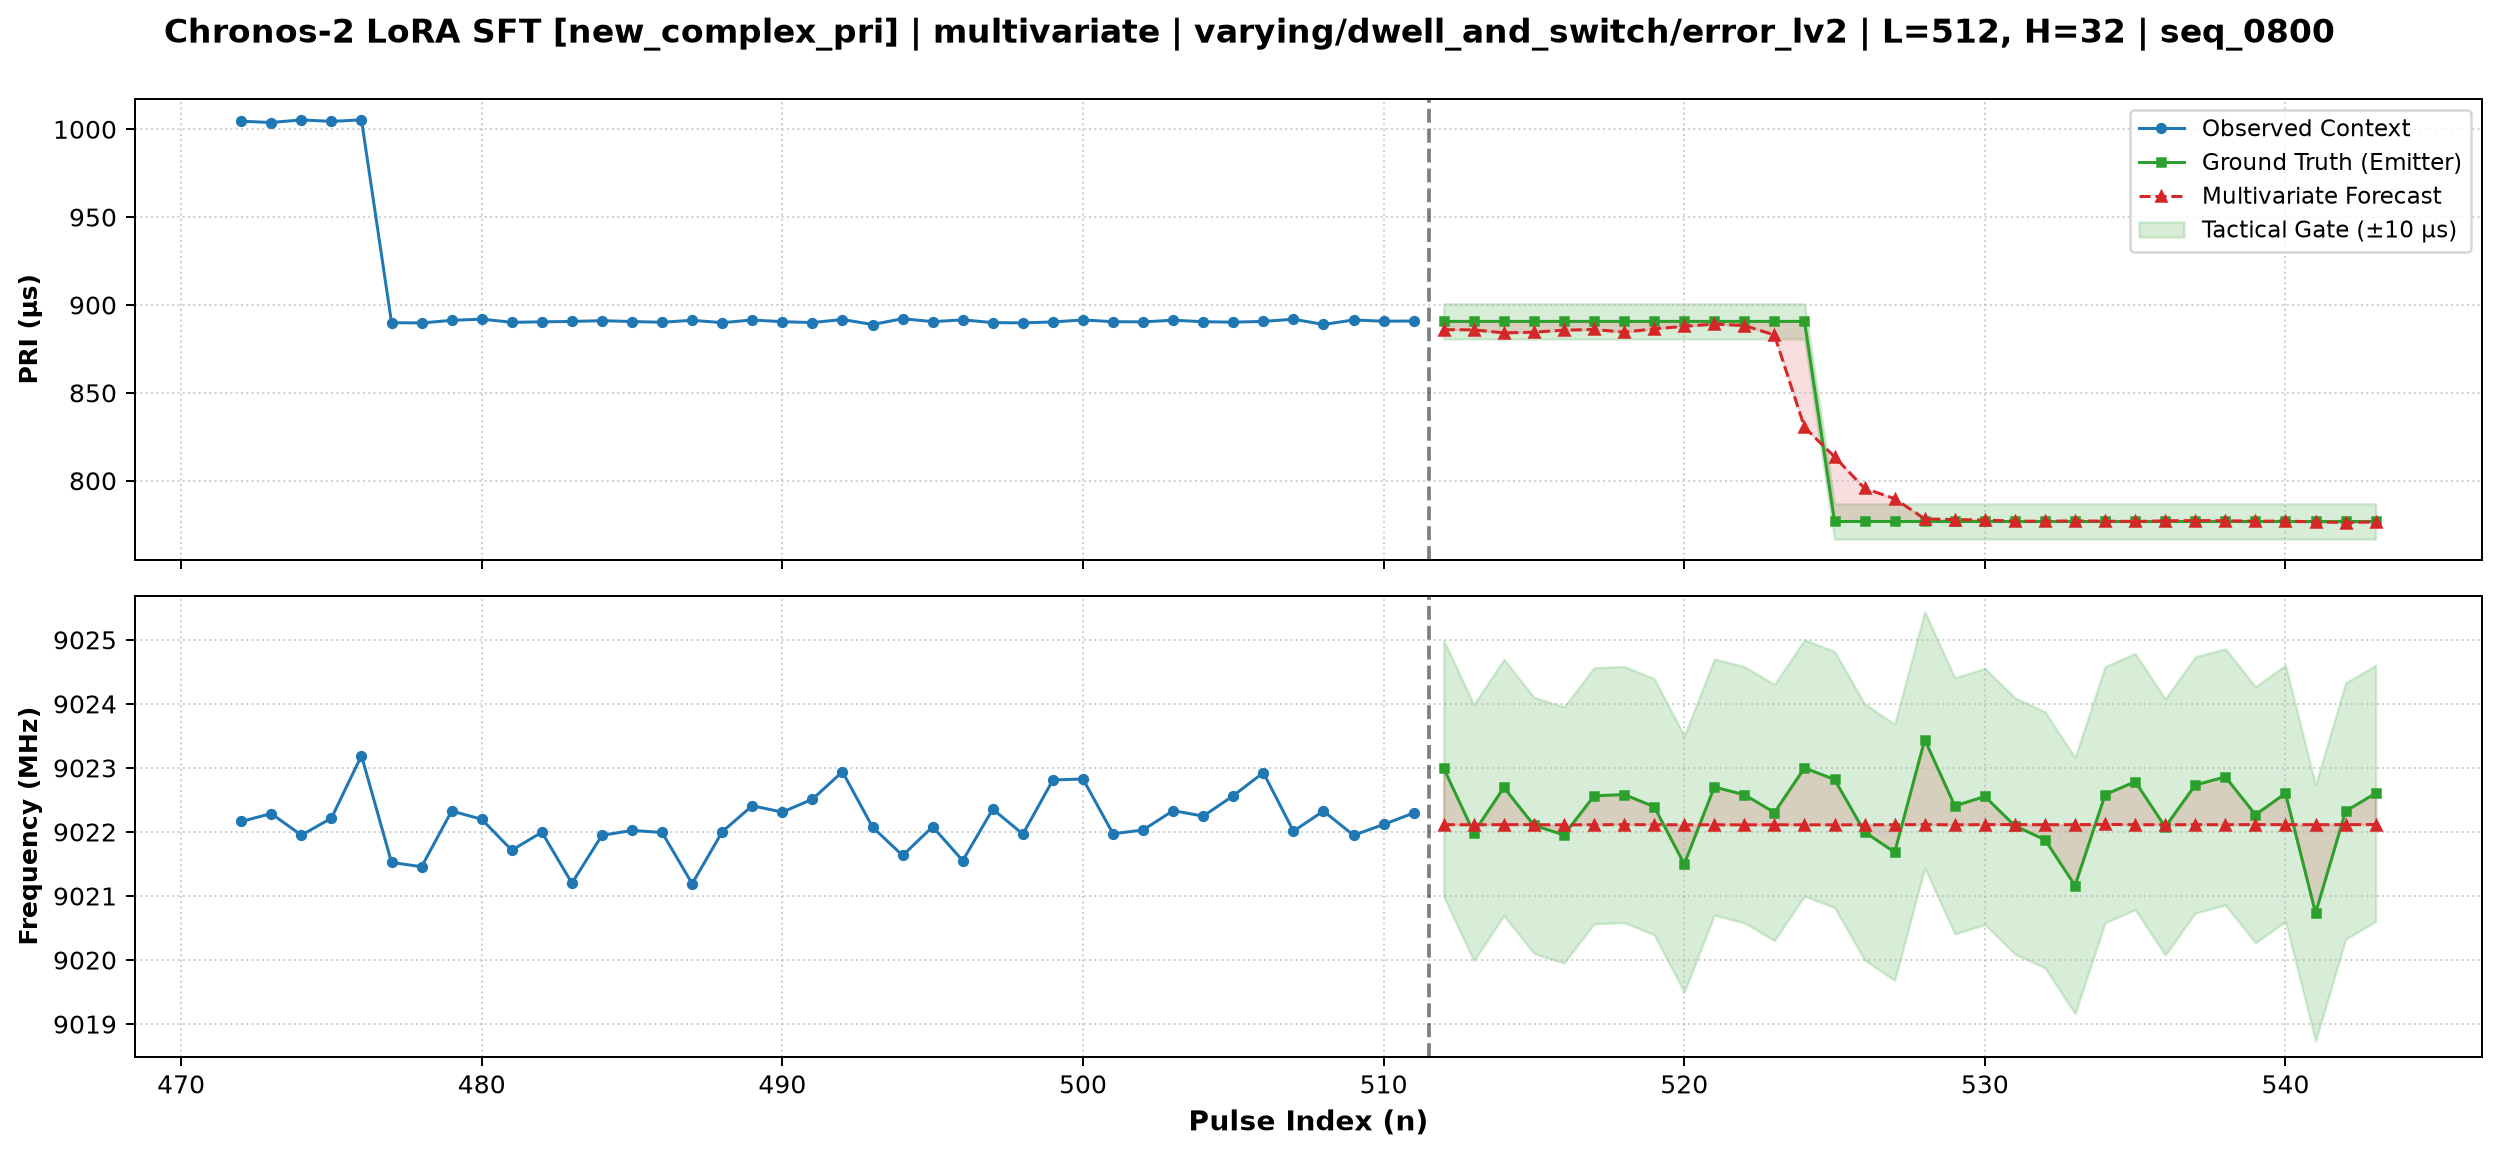 Chronos-2 LoRA SFT [new_complex_pri] | multivariate | varying/dwell_and_switch/error_lv2 | L=512, H=32 | seq_0800
PRI (µs)
1000
950
900
850
800
Observed Context
Ground Truth (Emitter)
Multivariate Forecast
Tactical Gate (±10 µs)
Frequency (MHz)
9025
9024
9023
9022
9021
9020
9019
470 480 490 500 510 520 530 540
Pulse Index (n)